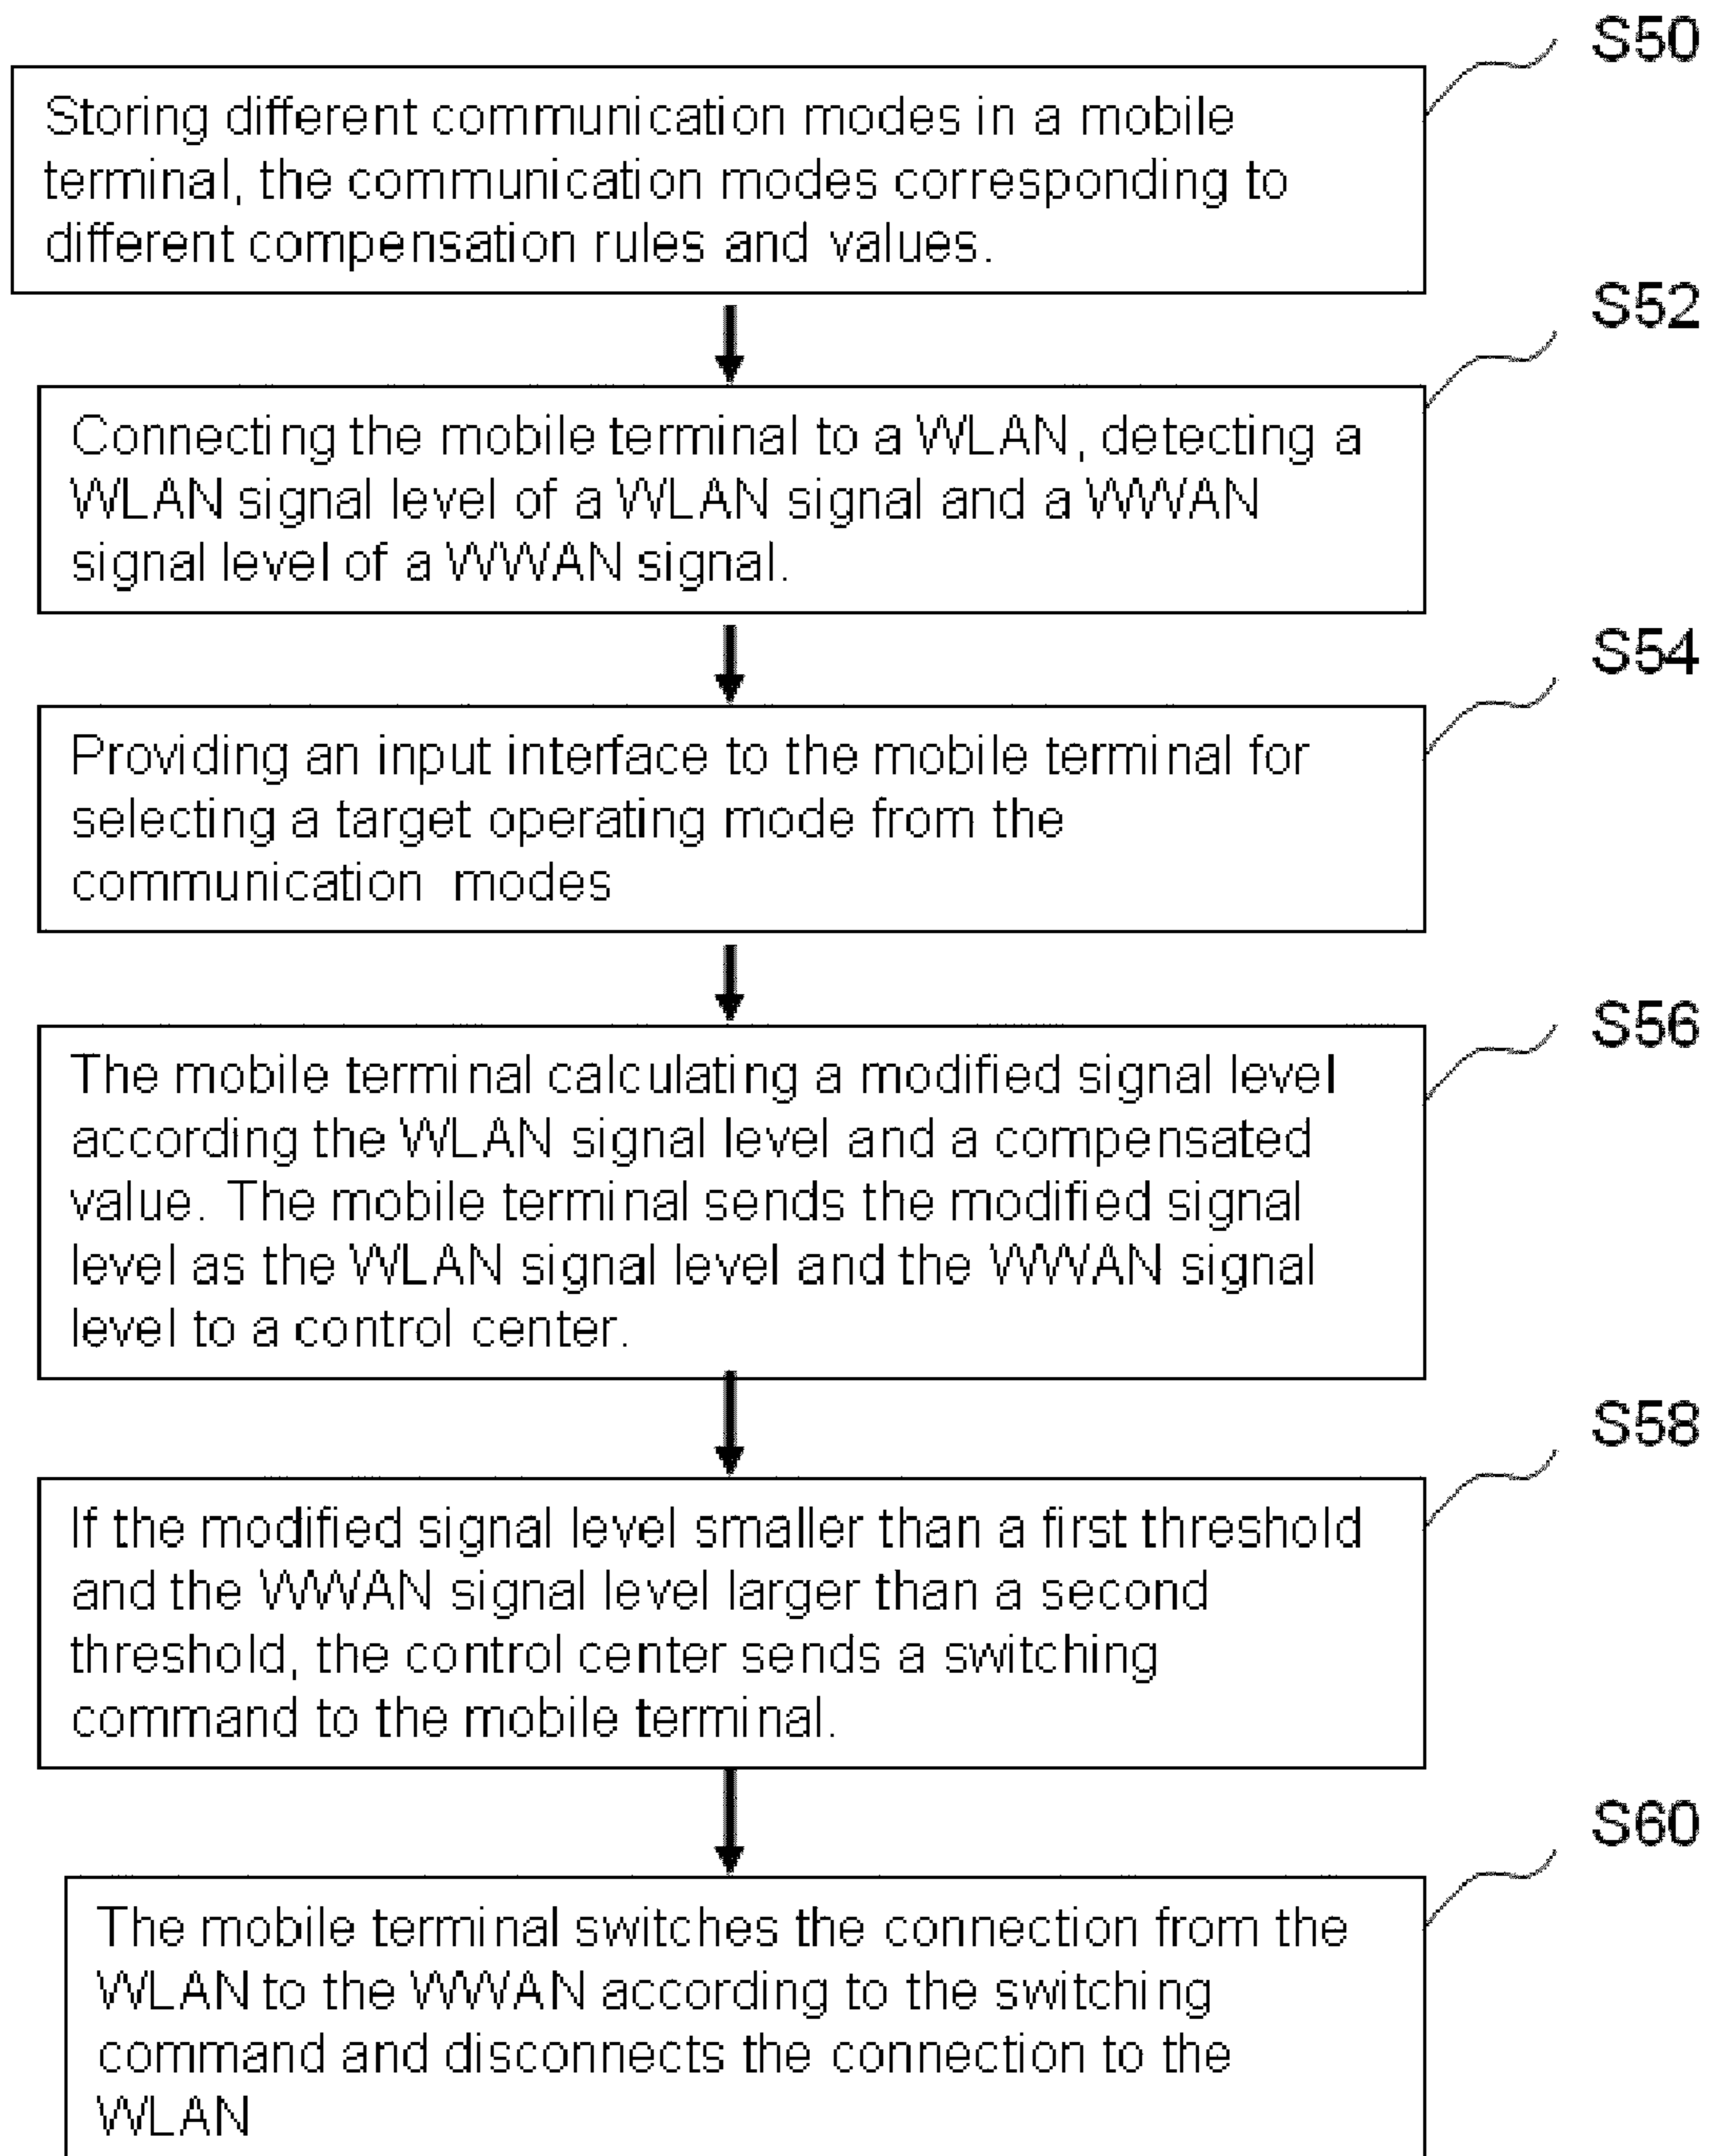 S50
Storing different communication modes in a mobile
terminal, the communication modes corresponding to
different compensation rules and values.
S52
Connecting the mobile terminal to a WLAN, detecting a
WLAN signal level of a WLAN signal and a WWAN
signal level of a WWAN signal.
S54
Providing an input interface to the mobile terminal for
selecting a target operating mode from the
communication modes
S56
The mobile terminal calculating a modified signal level
according the WLAN signal level and a compensated
value. The mobile terminal sends the modified signal
level as the WLAN signal level and the WWAN signal
level to a control center.
S58
If the modified signal level smaller than a first threshold
and the WWAN signal level larger than a second
threshold, the control center sends a switching
command to the mobile terminal.
S60
The mobile terminal switches the connection from the
WLAN to the WWAN according to the switching
command and disconnects the connection to the
WLAN